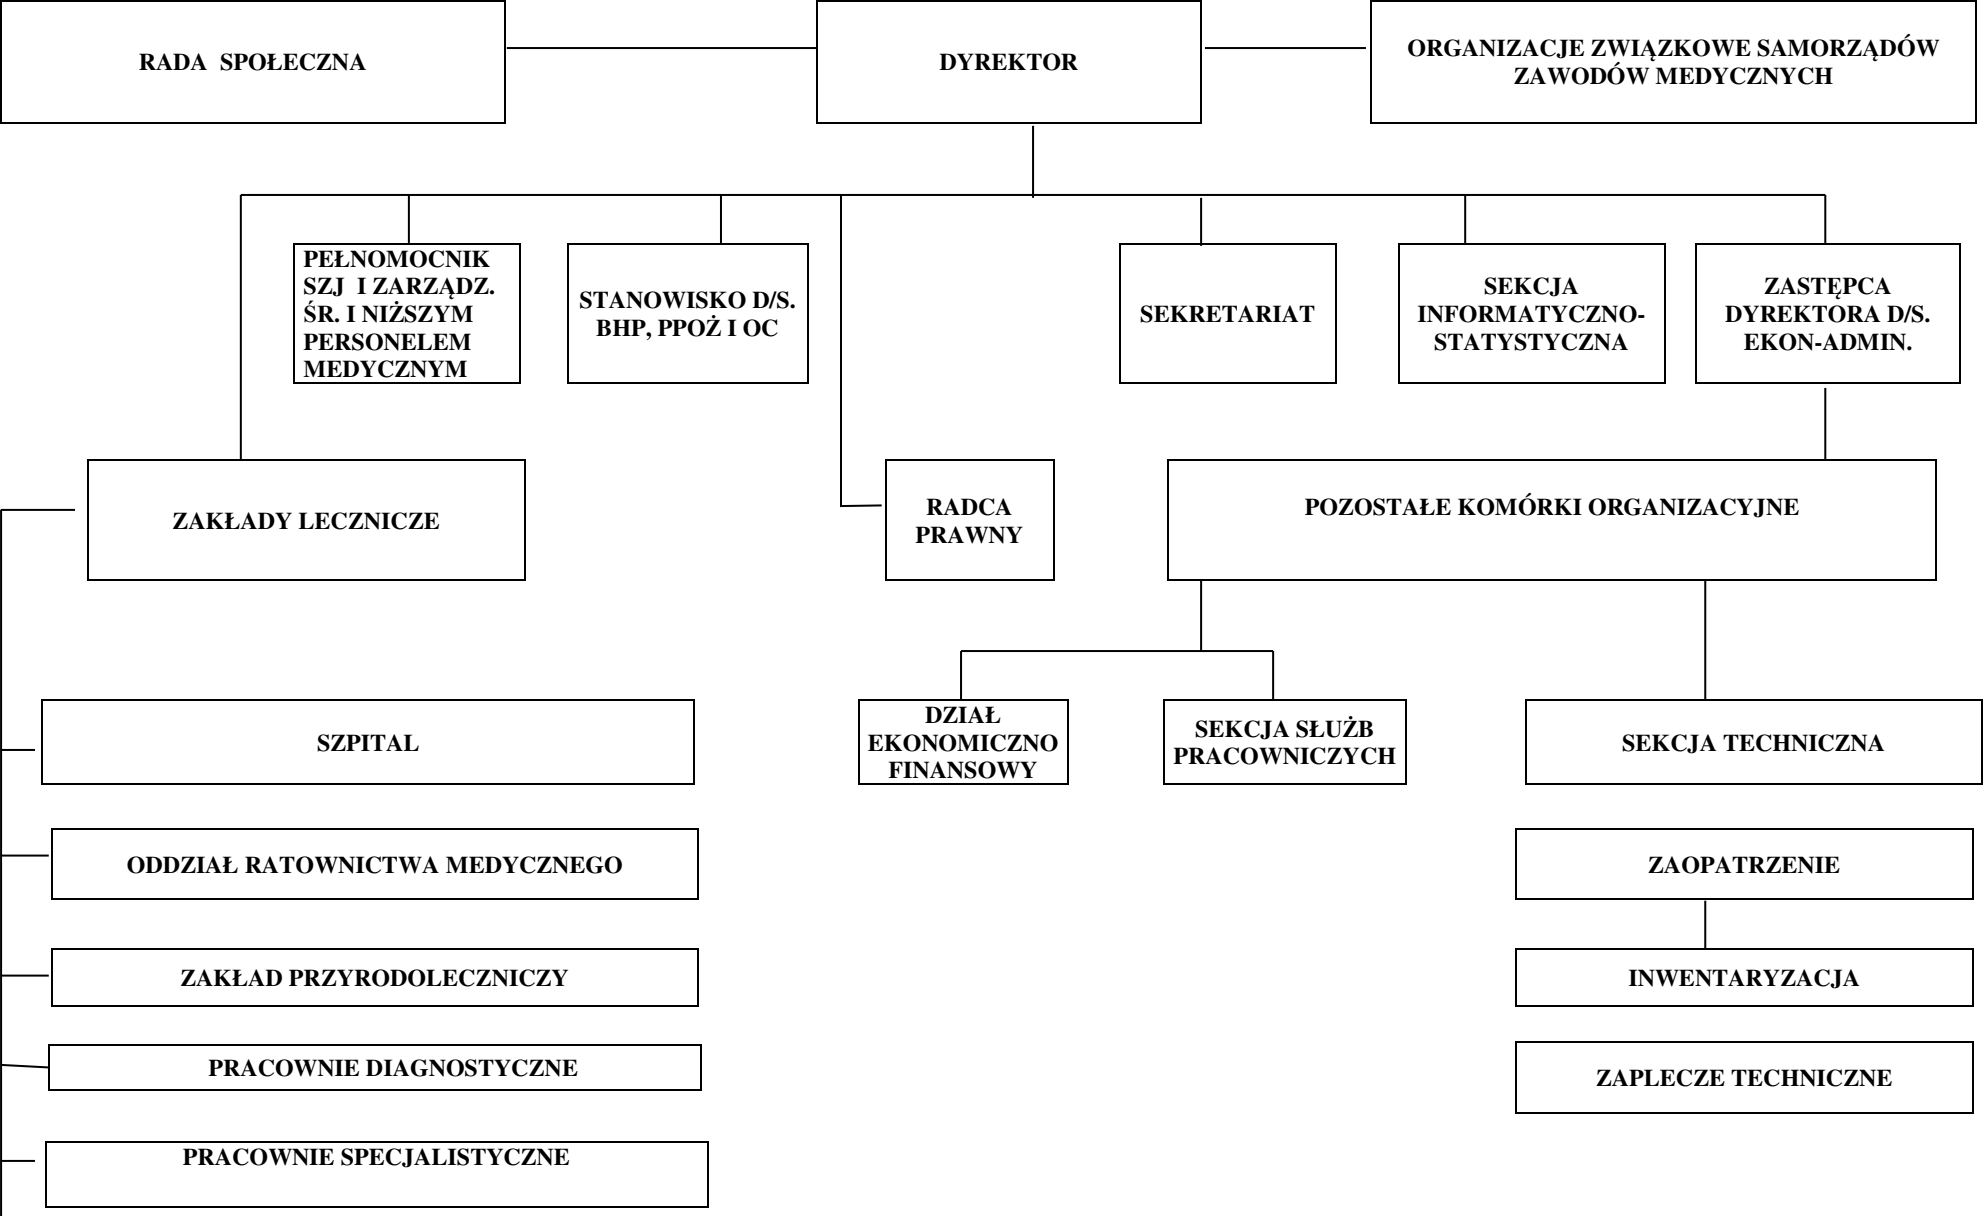 RADA SPOŁECZNA
DYREKTOR
ORGANIZACJE ZWIĄZKOWE SAMORZĄDÓW
ZAWODÓW MEDYCZNYCH
PEŁNOMOCNIK
SZJ I ZARZĄDZ.
ŚR. I NIŻSZYM
PERSONELEM
MEDYCZNYM
STANOWISKO D/S.
BHP, PPOŻ I OC
SEKRETARIAT
SEKCJA
INFORMATYCZNO-
STATYSTYCZNA
ZASTĘPCA
DYREKTORA D/S.
EKON-ADMIN.
ZAKŁADY LECZNICZE
RADCA
PRAWNY
POZOSTAŁE KOMÓRKI ORGANIZACYJNE
SZPITAL
DZIAŁ
EKONOMICZNO
FINANSOWY
SEKCJA SŁUŻB
PRACOWNICZYCH
SEKCJA TECHNICZNA
ODDZIAŁ RATOWNICTWA MEDYCZNEGO
ZAOPATRZENIE
ZAKŁAD PRZYRODOLECZNICZY
INWENTARYZACJA
PRACOWNIE DIAGNOSTYCZNE
ZAPLECZE TECHNICZNE
PRACOWNIE SPECJALISTYCZNE